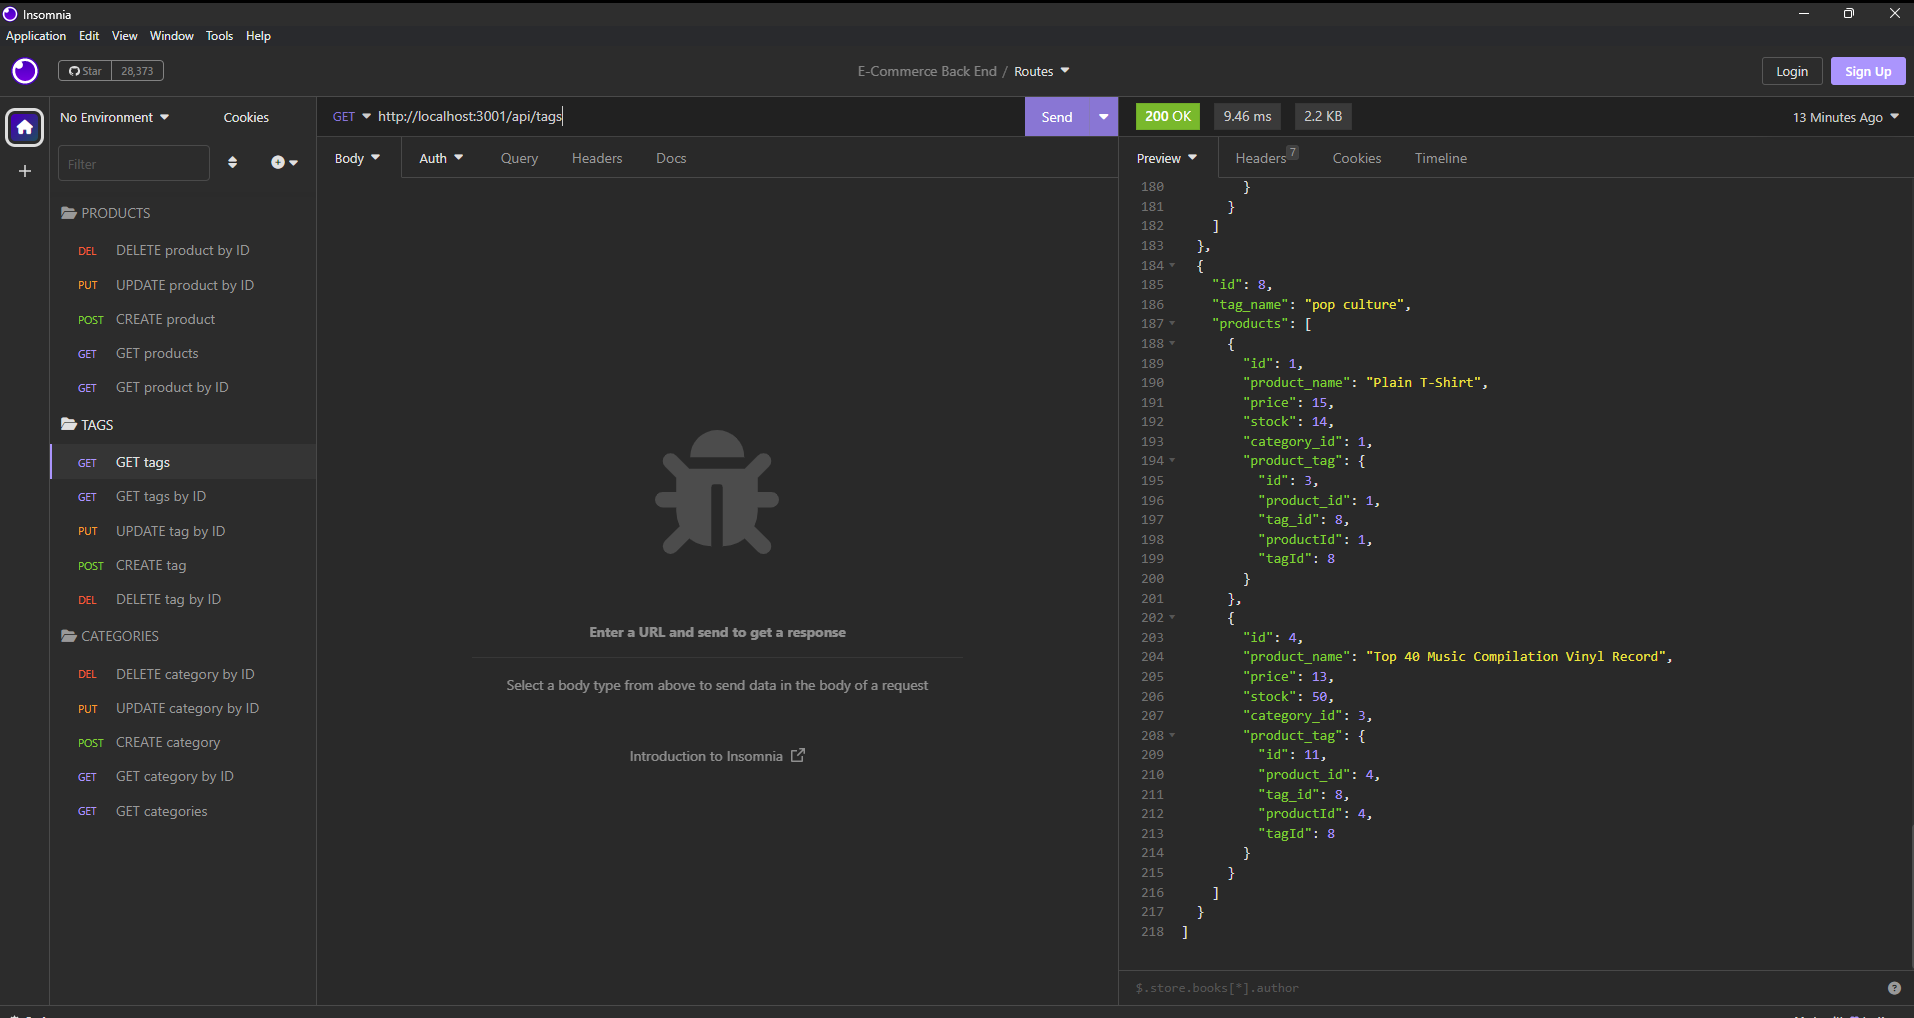 Insomnia
Application Edit View Window Tools Help
Star 28,373
E-Commerce Back End / Routes
Login Sign Up
No Environment Cookies
Filter
PRODUCTS
DEL DELETE product by ID
PUT UPDATE product by ID
POST CREATE product
GET GET products
GET GET product by ID
TAGS
GET GET tags
GET GET tags by ID
PUT UPDATE tag by ID
POST CREATE tag
DEL DELETE tag by ID
CATEGORIES
DEL DELETE category by ID
PUT UPDATE category by ID
POST CREATE category
GET GET category by ID
GET GET categories
GET http://localhost:3001/api/tags Send
Body Auth Query Headers Docs
Enter a URL and send to get a response
Select a body type from above to send data in the body of a request
Introduction to Insomnia
200 OK 9.46 ms 2.2 KB 13 Minutes Ago
Preview Headers 7 Cookies Timeline
180 }
181 }
182 ]
183 },
184 {
185 "id": 8,
186 "tag_name": "pop culture",
187 "products": [
188 {
189 "id": 1,
190 "product_name": "Plain T-Shirt",
191 "price": 15,
192 "stock": 14,
193 "category_id": 1,
194 "product_tag": {
195 "id": 3,
196 "product_id": 1,
197 "tag_id": 8,
198 "productId": 1,
199 "tagId": 8
200 }
201 },
202 {
203 "id": 4,
204 "product_name": "Top 40 Music Compilation Vinyl Record",
205 "price": 13,
206 "stock": 50,
207 "category_id": 3,
208 "product_tag": {
209 "id": 11,
210 "product_id": 4,
211 "tag_id": 8,
212 "productId": 4,
213 "tagId": 8
214 }
215 }
216 ]
217 }
218 ]
$.store.books[*].author
?